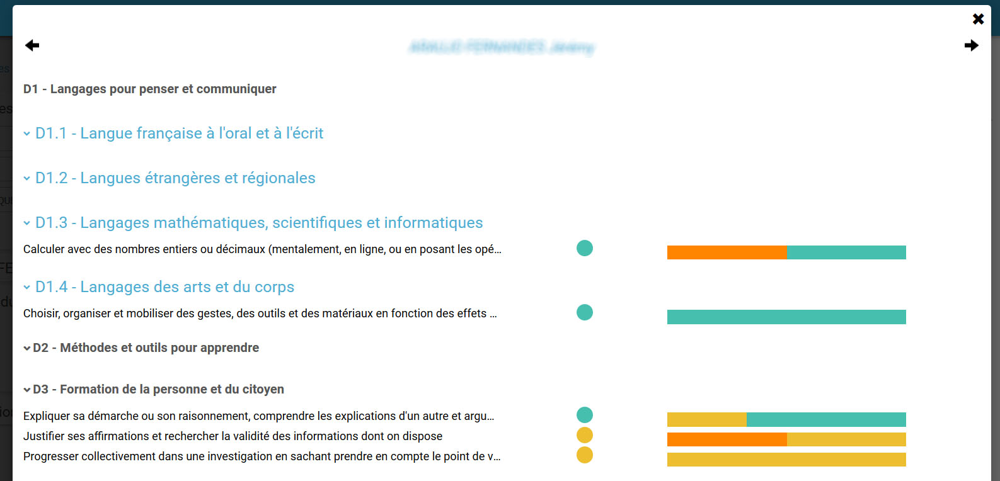 D1 - Langages pour penser et communiquer
D1.1 - Langue française à l'oral et à l'écrit
D1.2 - Langues étrangères et régionales
D1.3 - Langages mathématiques, scientifiques et informatiques
Calculer avec des nombres entiers ou décimaux (mentalement, en ligne, ou en posant les opé...
D1.4 - Langages des arts et du corps
Choisir, organiser et mobiliser des gestes, des outils et des matériaux en fonction des effets ...
D2 - Méthodes et outils pour apprendre
D3 - Formation de la personne et du citoyen
Expliquer sa démarche ou son raisonnement, comprendre les explications d'un autre et argu...
Justifier ses affirmations et rechercher la validité des informations dont on dispose
Progresser collectivement dans une investigation en sachant prendre en compte le point de v...